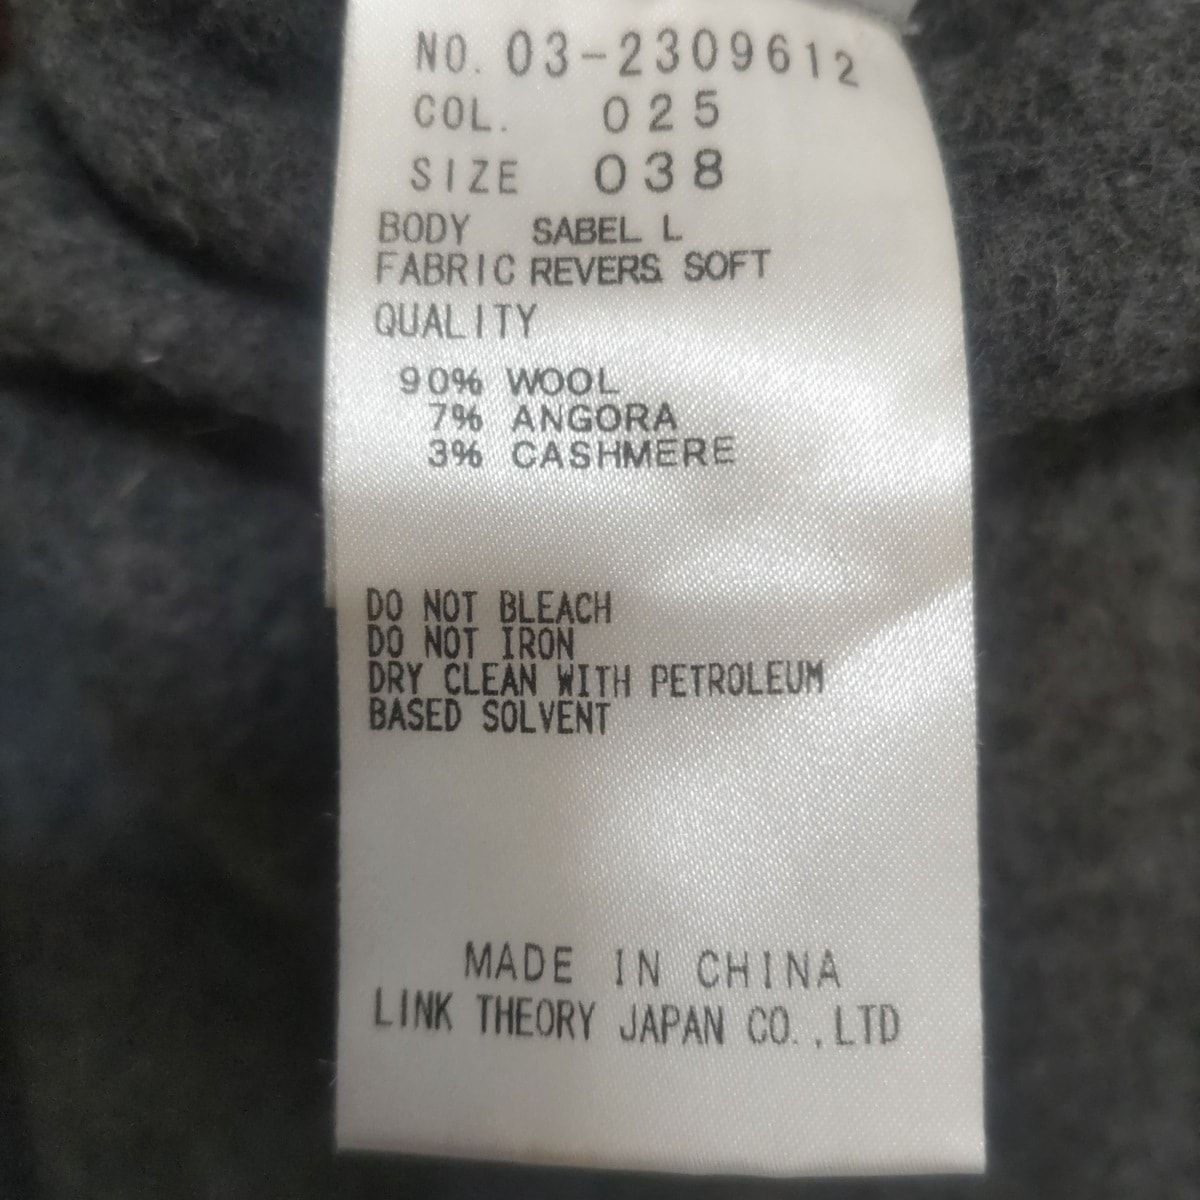 NO. 03-2309612
COL. 025
SIZE 038
BODY SABEL L
FABRIC REVERS. SOFT
QUALITY
90% WOOL
7% ANGORA
3% CASHMERE
DO NOT BLEACH
DO NOT IRON
DRY CLEAN WITH PETROLEUM
BASED SOLVENT
MADE IN CHINA
LINK THEORY JAPAN CO.,LTD